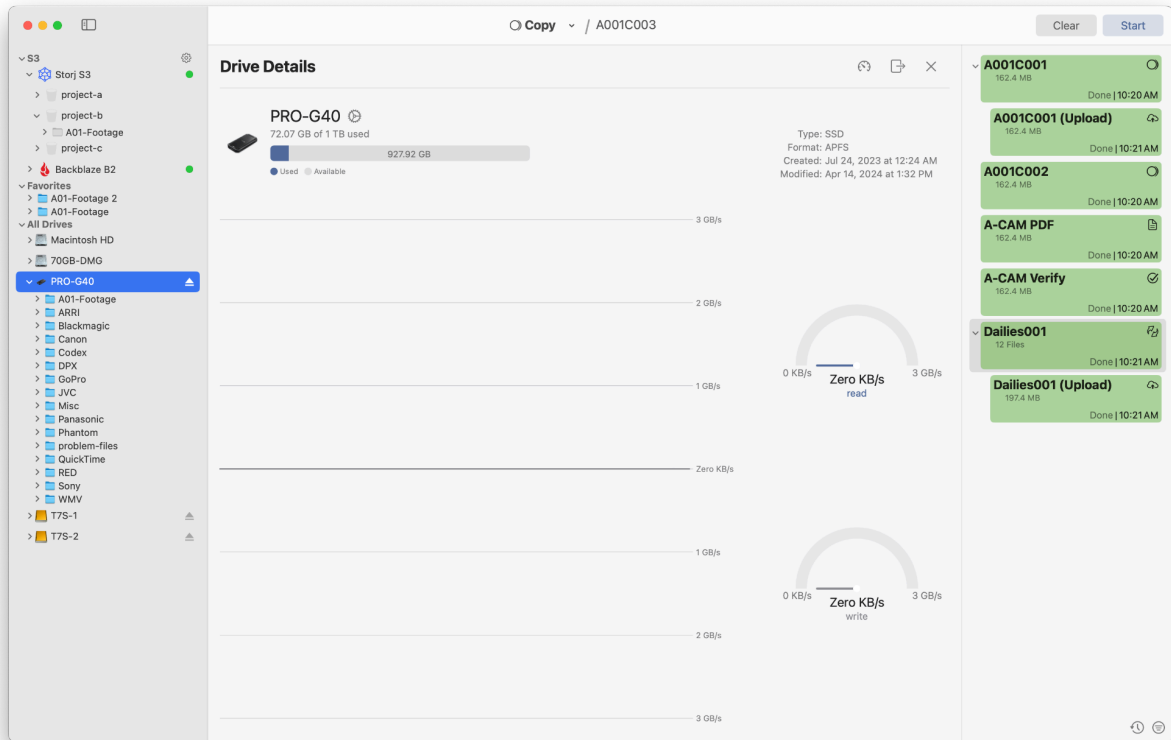 Copy / A001C003
Clear
Start
S3
Storj S3
project-a
project-b
A01-Footage
project-c
Backblaze B2
Favorites
A01-Footage 2
A01-Footage
All Drives
Macintosh HD
70GB-DMG
PRO-G40
A01-Footage
ARRI
Blackmagic
Canon
Codex
DPX
GoPro
JVC
Misc
Panasonic
Phantom
problem-files
QuickTime
RED
Sony
WMV
T7S-1
T7S-2
Drive Details
PRO-G40
72.07 GB of 1 TB used
927.92 GB
Used Available
Type: SSD
Format: APFS
Created: Jul 24, 2023 at 12:24 AM
Modified: Apr 14, 2024 at 1:32 PM
3 GB/s
2 GB/s
1 GB/s
Zero KB/s
1 GB/s
2 GB/s
3 GB/s
0 KB/s
Zero KB/s
3 GB/s
read
0 KB/s
Zero KB/s
3 GB/s
write
A001C001
162.4 MB
Done | 10:20 AM
A001C001 (Upload)
162.4 MB
Done | 10:21 AM
A001C002
162.4 MB
Done | 10:20 AM
A-CAM PDF
162.4 MB
Done | 10:20 AM
A-CAM Verify
162.4 MB
Done | 10:20 AM
Dailies001
12 Files
Done | 10:21 AM
Dailies001 (Upload)
197.4 MB
Done | 10:21 AM